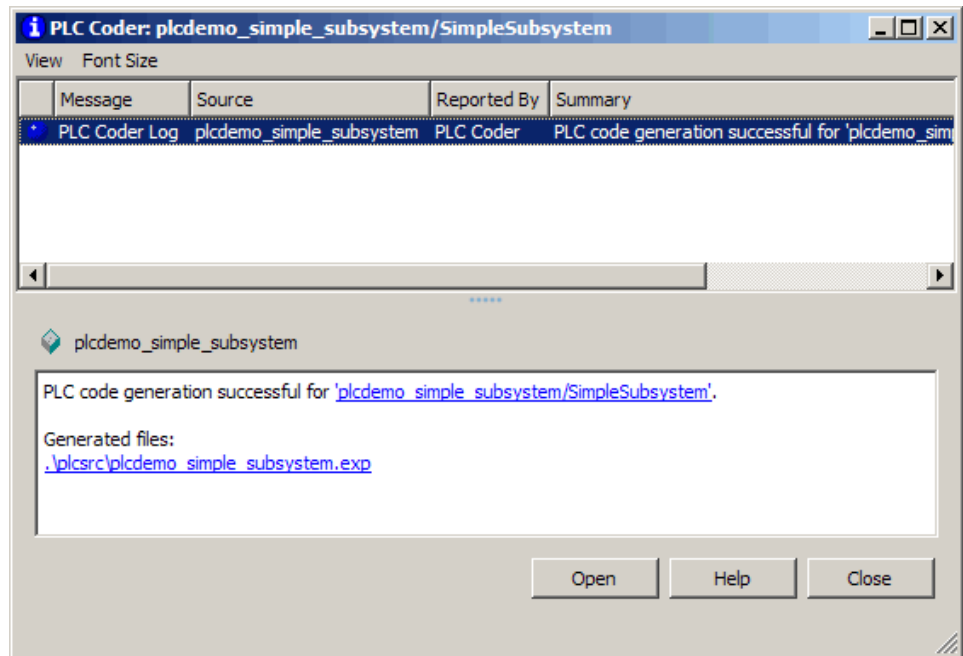 PLC Coder: plcdemo_simple_subsystem/SimpleSubsystem
View Font Size
Message Source Reported By Summary
PLC Coder Log plcdemo_simple_subsystem PLC Coder PLC code generation successful for 'plcdemo_sim
plcdemo_simple_subsystem
PLC code generation successful for 'plcdemo_simple_subsystem/SimpleSubsystem'.
Generated files:
.\plcsrc\plcdemo_simple_subsystem.exp
Open Help Close